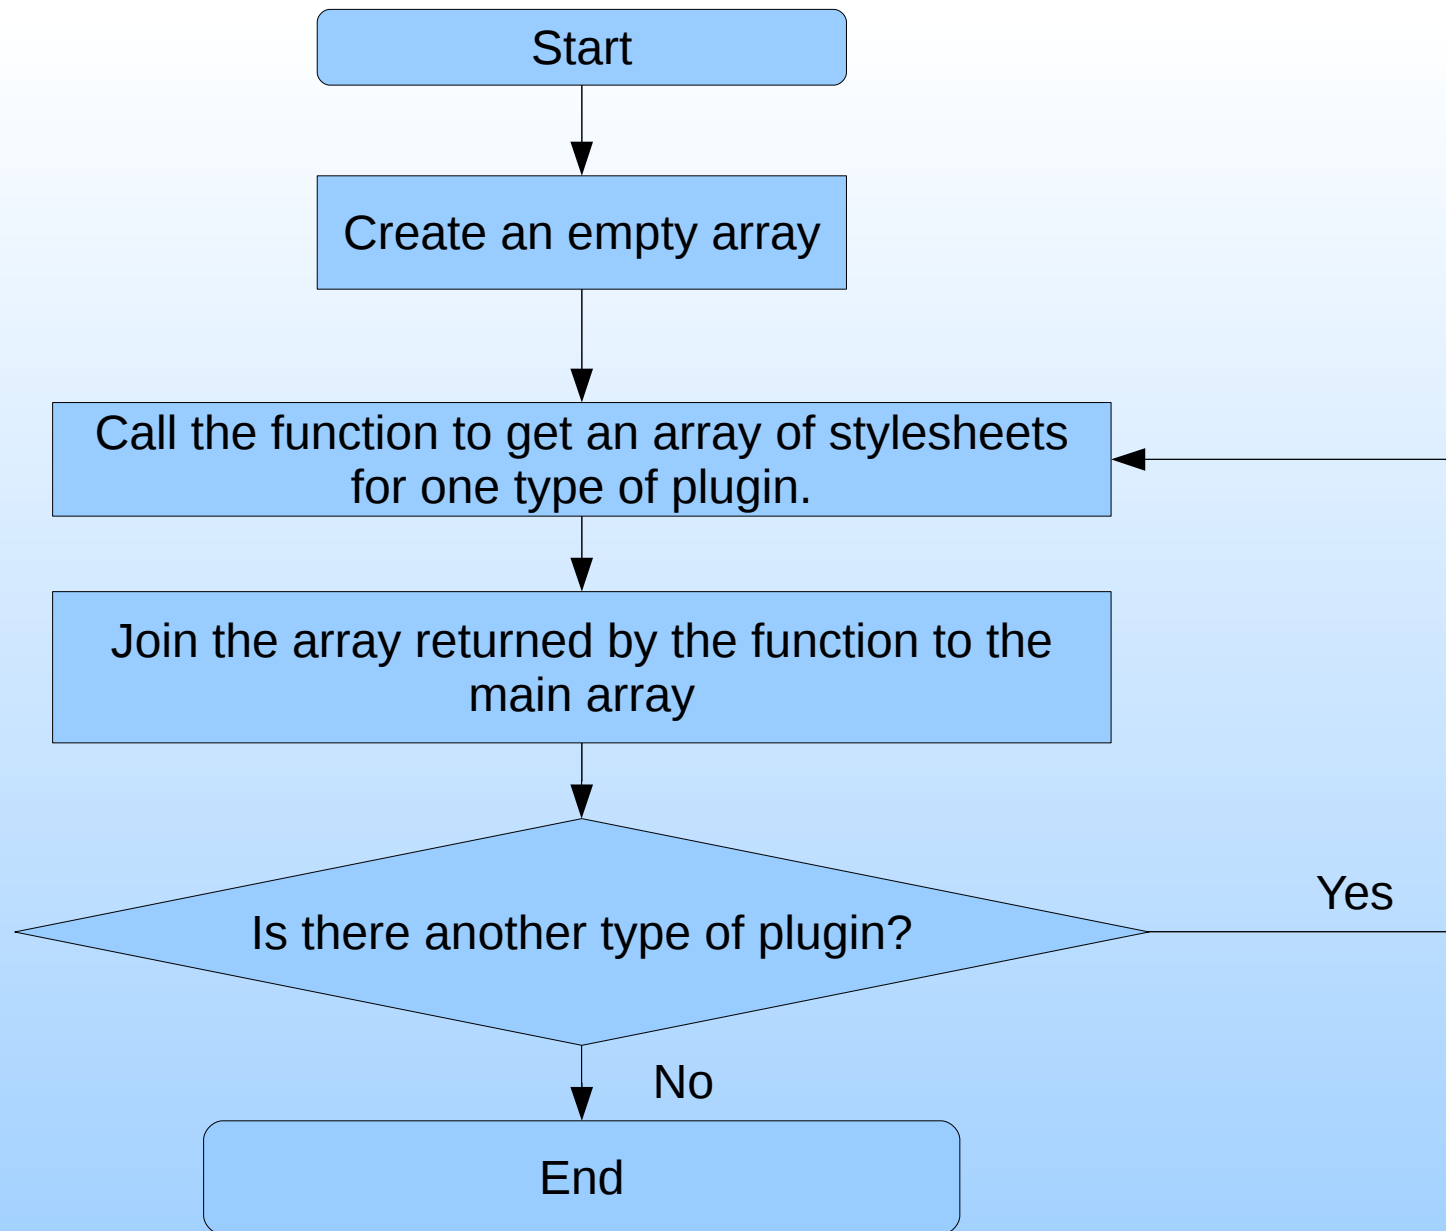 Start
Create an empty array
Call the function to get an array of stylesheets
for one type of plugin.
Join the array returned by the function to the
main array
Is there another type of plugin?
Yes
No
End